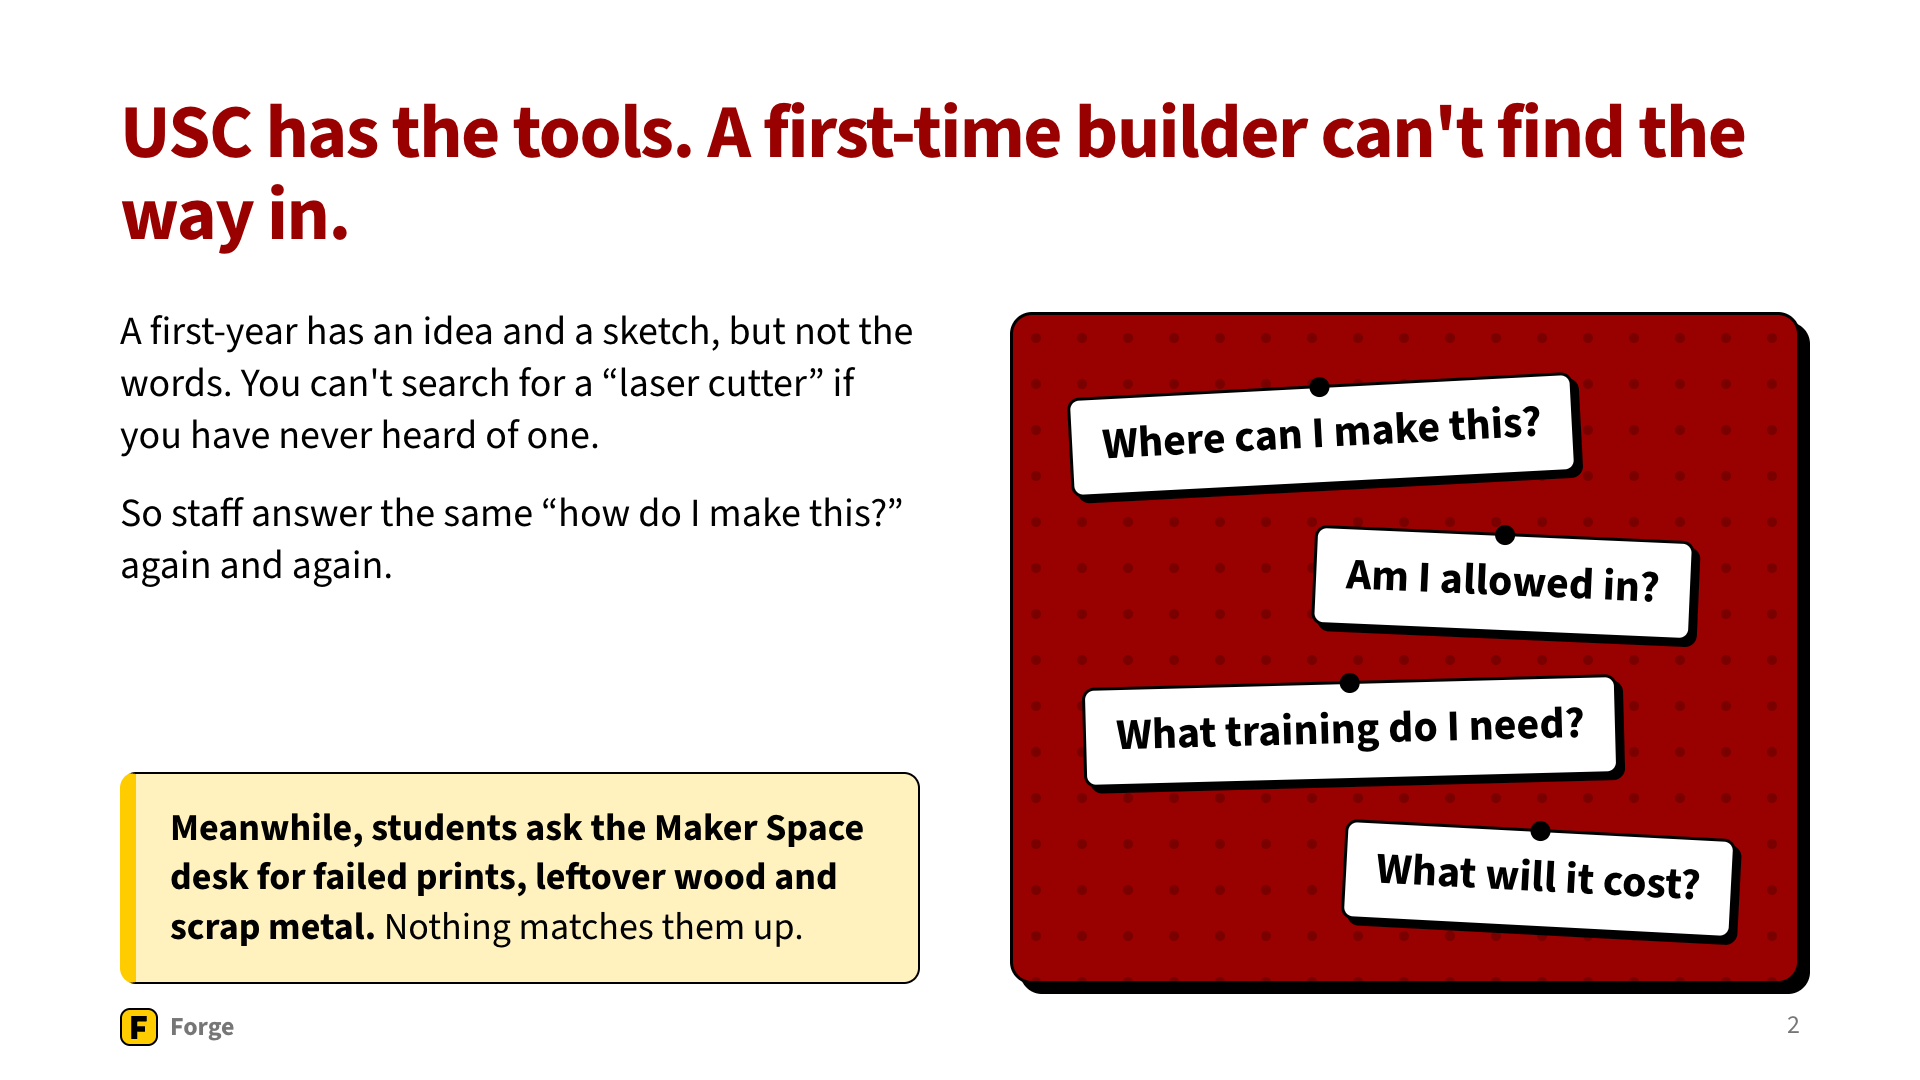 USC has the tools. A first-time builder can't find the
way in.
A first-year has an idea and a sketch, but not the
words. You can't search for a “laser cutter” if
you have never heard of one.
So staff answer the same “how do I make this?”
again and again.
Meanwhile, students ask the Maker Space
desk for failed prints, leftover wood and
scrap metal. Nothing matches them up.
Where can I make this?
Am I allowed in?
What training do I need?
What will it cost?
F Forge
2